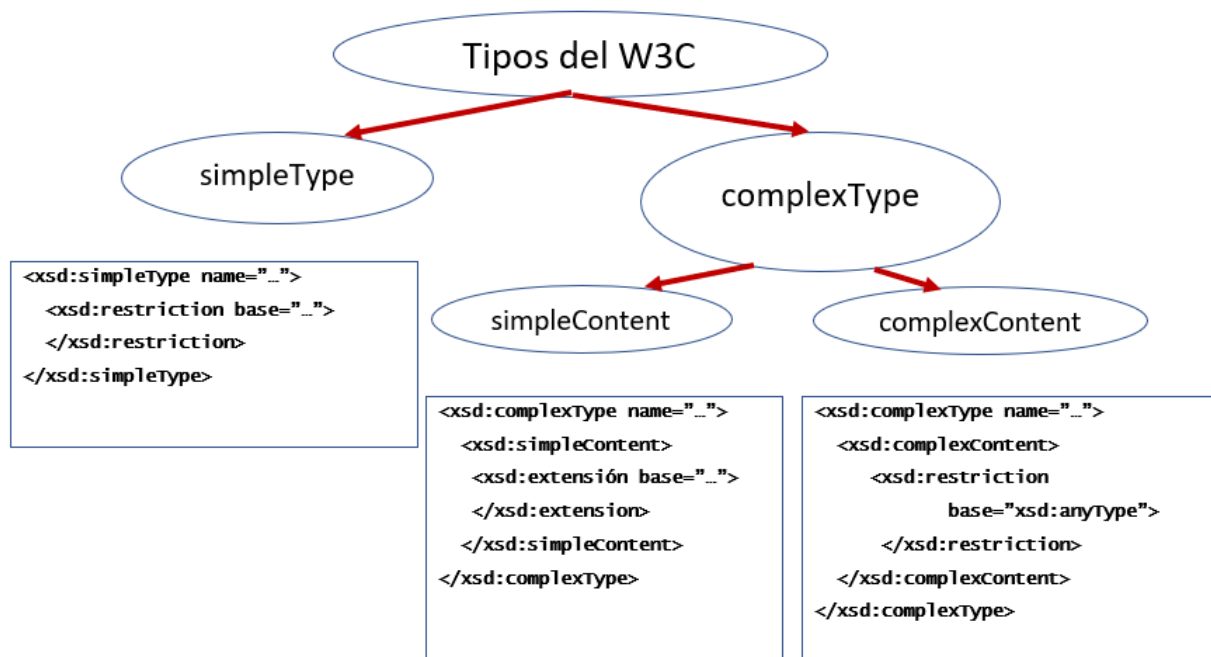 Tipos del W3C
simpleType
complexType
<xsd:simpleType name=”…”>
<xsd:restriction base=”…”>
</xsd:restriction>
</xsd:simpleType>
simpleContent
complexContent
<xsd:complexType name=”…”>
<xsd:simpleContent>
<xsd:extensión base=”…”>
</xsd:extension>
</xsd:simpleContent>
</xsd:complexType>
<xsd:complexType name=”…”>
<xsd:complexContent>
<xsd:restriction
base=”xsd:anyType”>
</xsd:restriction>
</xsd:complexContent>
</xsd:complexType>